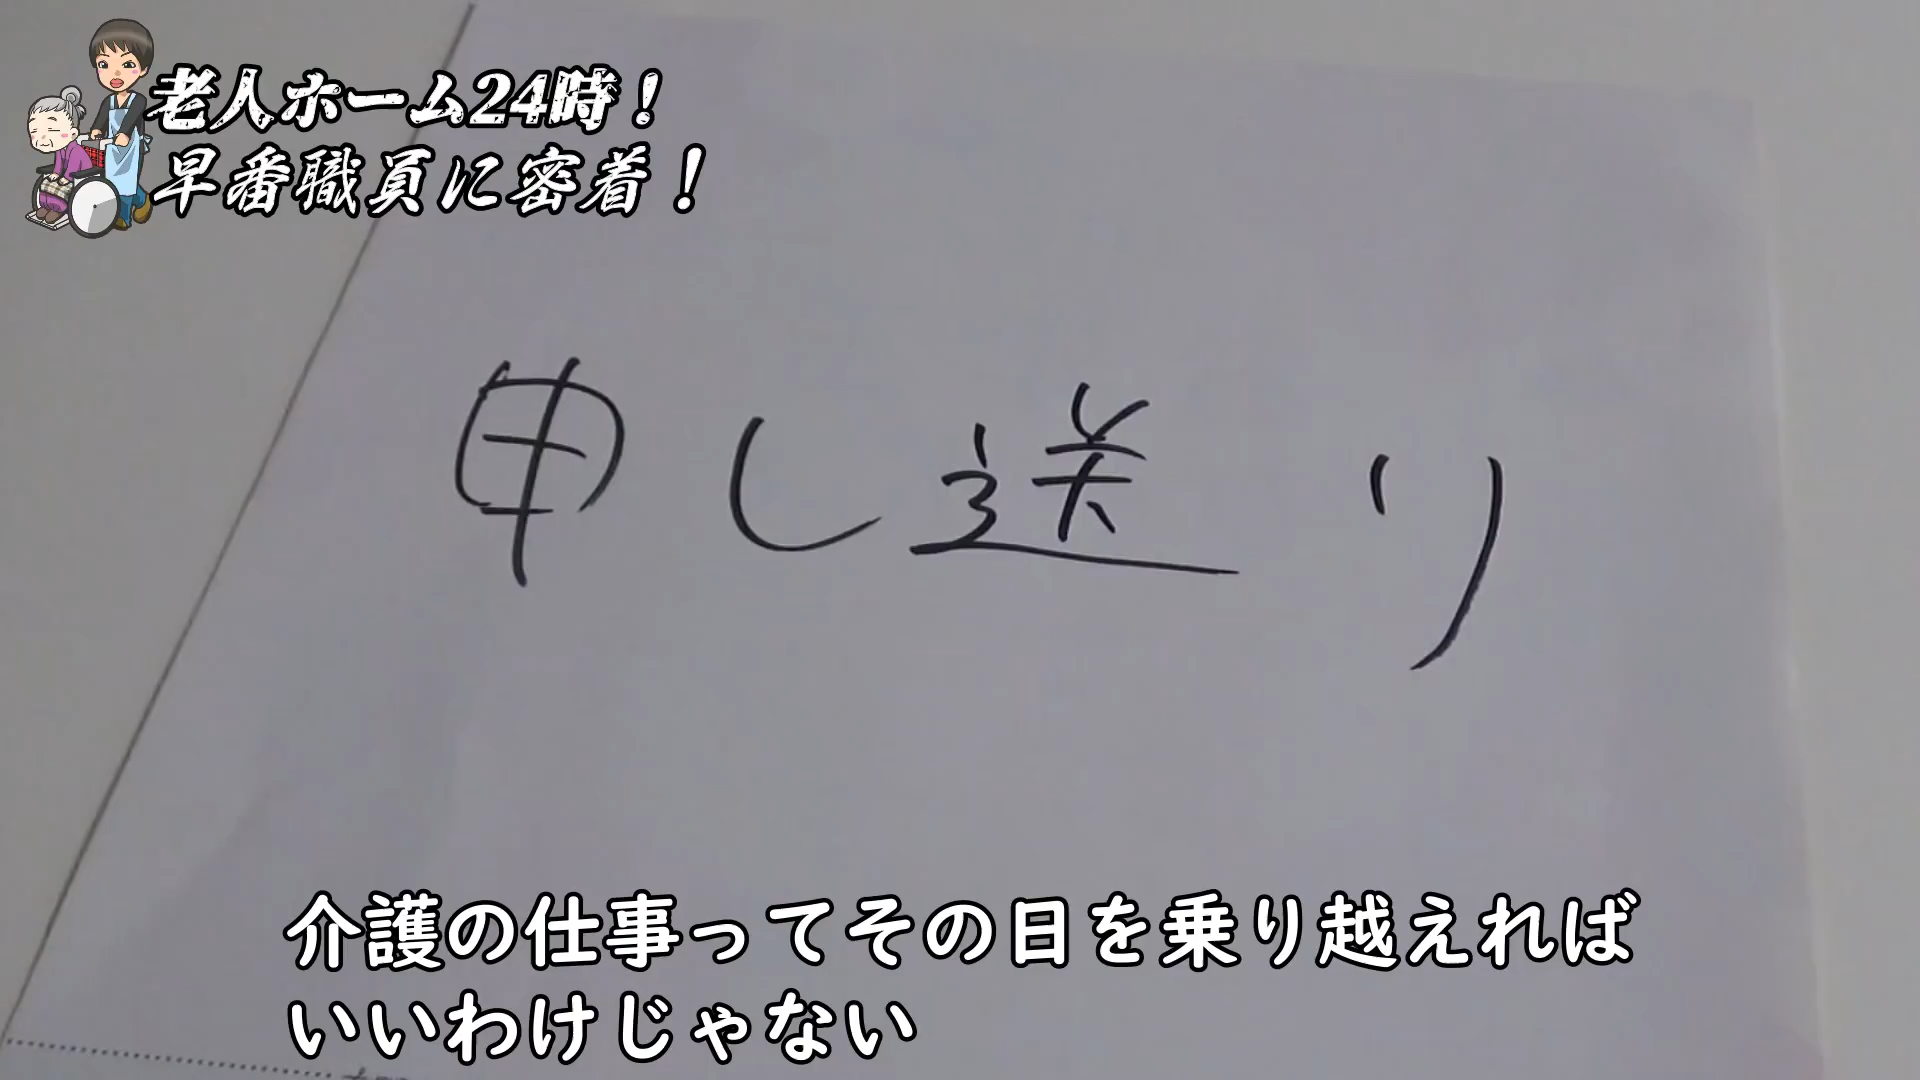 老人ホーム24時！
早番職員に密着！
申し送り
介護の仕事ってその日を乗り越えれば
いいわけじゃない